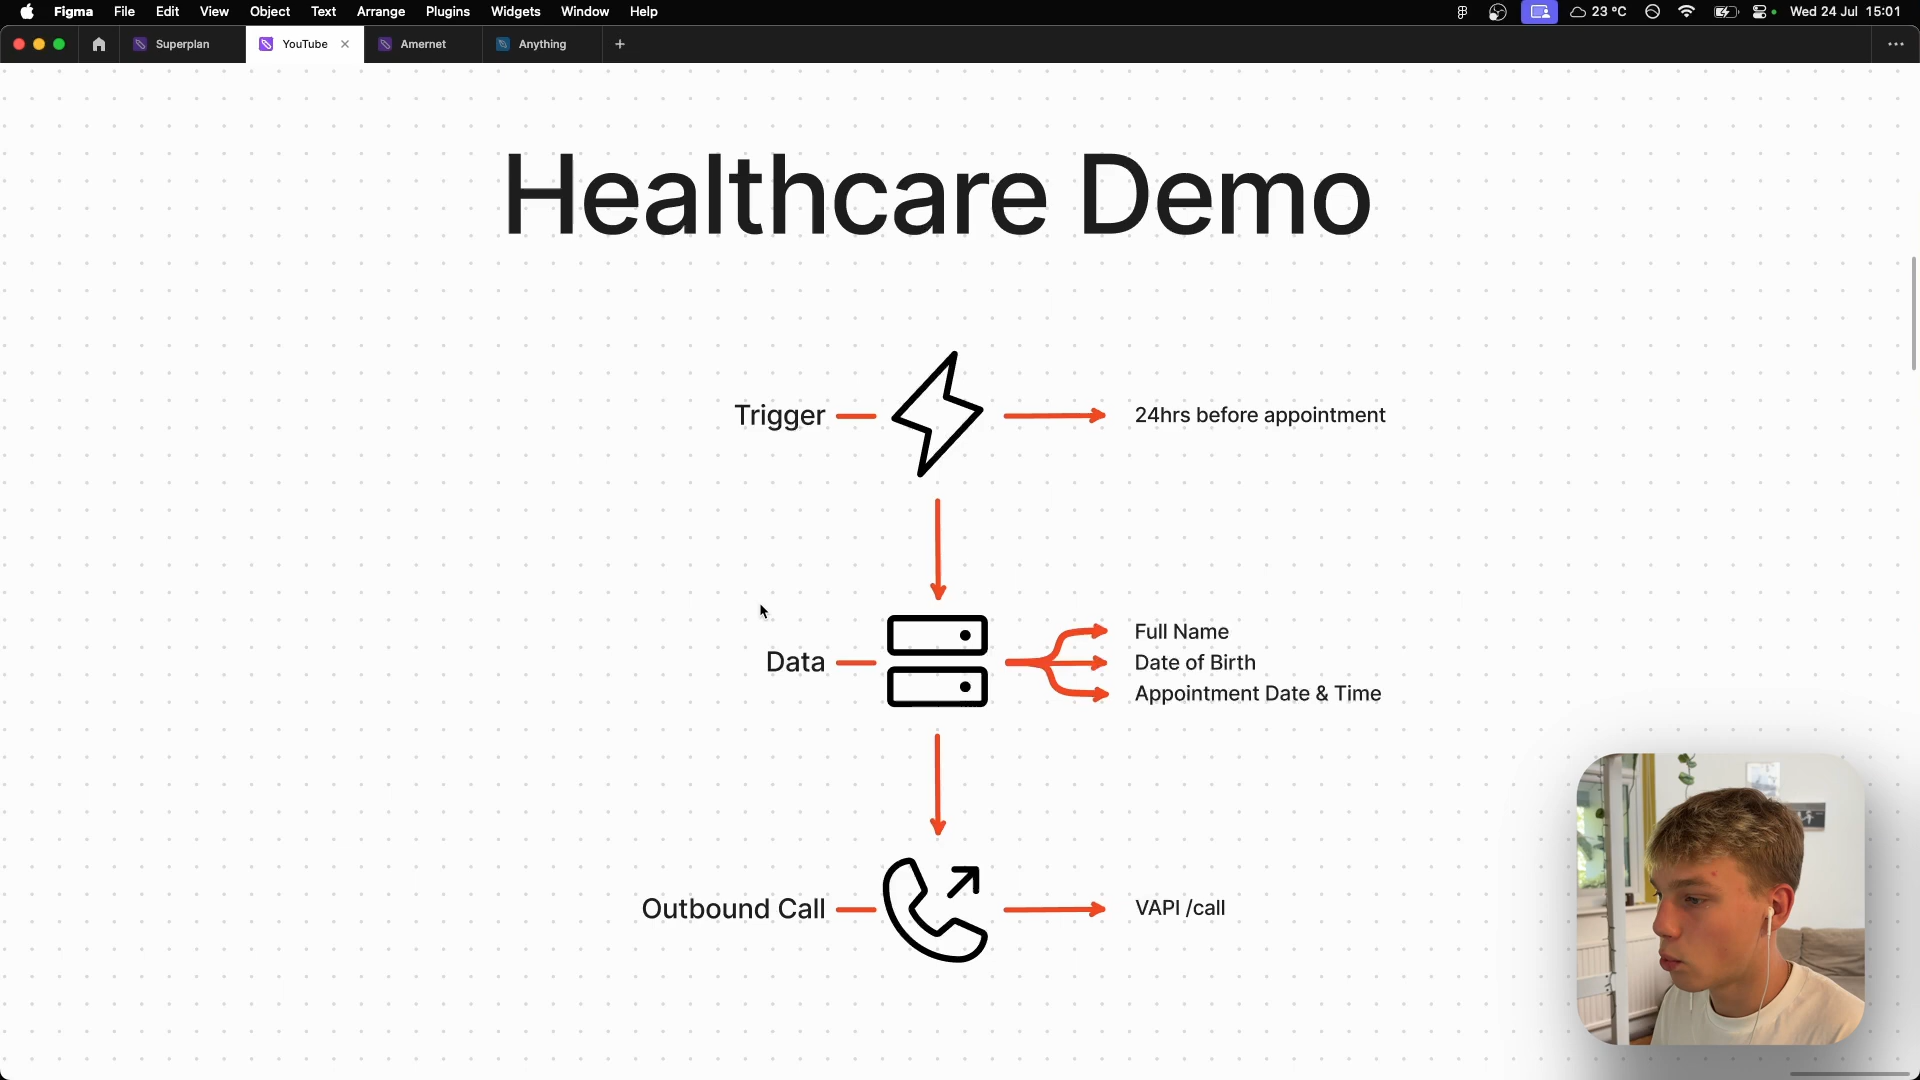 Figma File Edit View Object Text Arrange Plugins Widgets Window Help 23 °C Wed 24 Jul 15:01
Superplan YouTube Amernet Anything
Healthcare Demo
Trigger 24hrs before appointment
Full Name
Data Date of Birth
Appointment Date & Time
Outbound Call VAPI /call